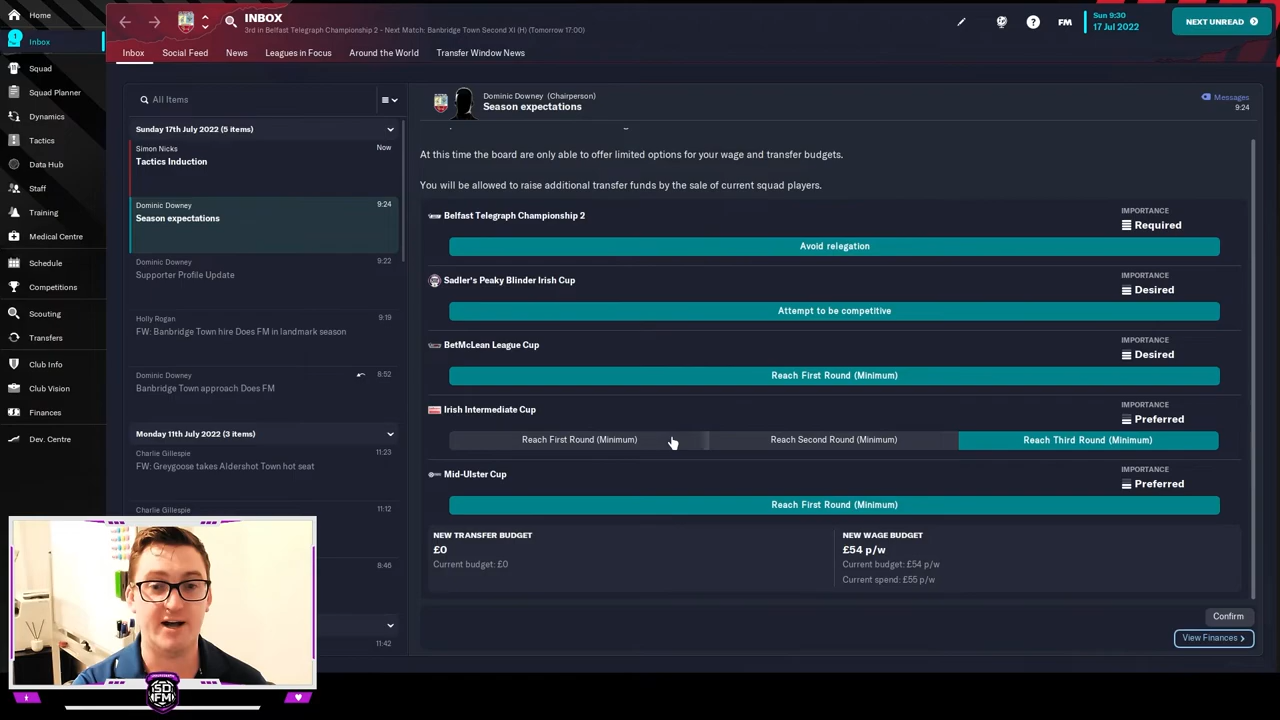 Home
INBOX
3rd in Belfast Telegraph Championship 2 - Next Match: Banbridge Town Second XI (H) (Tomorrow 17:00)
FM
Sun 9:30
17 Jul 2022
NEXT UNREAD
1
Inbox
Squad
Squad Planner
Dynamics
Tactics
Data Hub
Staff
Training
Medical Centre
Schedule
Competitions
Scouting
Transfers
Club Info
Club Vision
Finances
Dev. Centre
Inbox
Social Feed
News
Leagues in Focus
Around the World
Transfer Window News
All Items
Sunday 17th July 2022 (5 items)
Simon Nicks
Now
Tactics Induction
Dominic Downey
9:24
Season expectations
Dominic Downey
9:22
Supporter Profile Update
Holly Rogan
9:19
FW: Banbridge Town hire Does FM in landmark season
Dominic Downey
8:52
Banbridge Town approach Does FM
Monday 11th July 2022 (3 items)
Charlie Gillespie
11:23
FW: Greygoose takes Aldershot Town hot seat
Charlie Gillespie
11:12
8:46
11:42
Dominic Downey (Chairperson)
Season expectations
Messages
9:24
At this time the board are only able to offer limited options for your wage and transfer budgets.
You will be allowed to raise additional transfer funds by the sale of current squad players.
Belfast Telegraph Championship 2
IMPORTANCE
Required
Avoid relegation
Sadler's Peaky Blinder Irish Cup
IMPORTANCE
Desired
Attempt to be competitive
BetMcLean League Cup
IMPORTANCE
Desired
Reach First Round (Minimum)
Irish Intermediate Cup
IMPORTANCE
Preferred
Reach First Round (Minimum)
Reach Second Round (Minimum)
Reach Third Round (Minimum)
Mid-Ulster Cup
IMPORTANCE
Preferred
Reach First Round (Minimum)
NEW TRANSFER BUDGET
£0
Current budget: £0
NEW WAGE BUDGET
£54 p/w
Current budget: £54 p/w
Current spend: £55 p/w
Confirm
View Finances